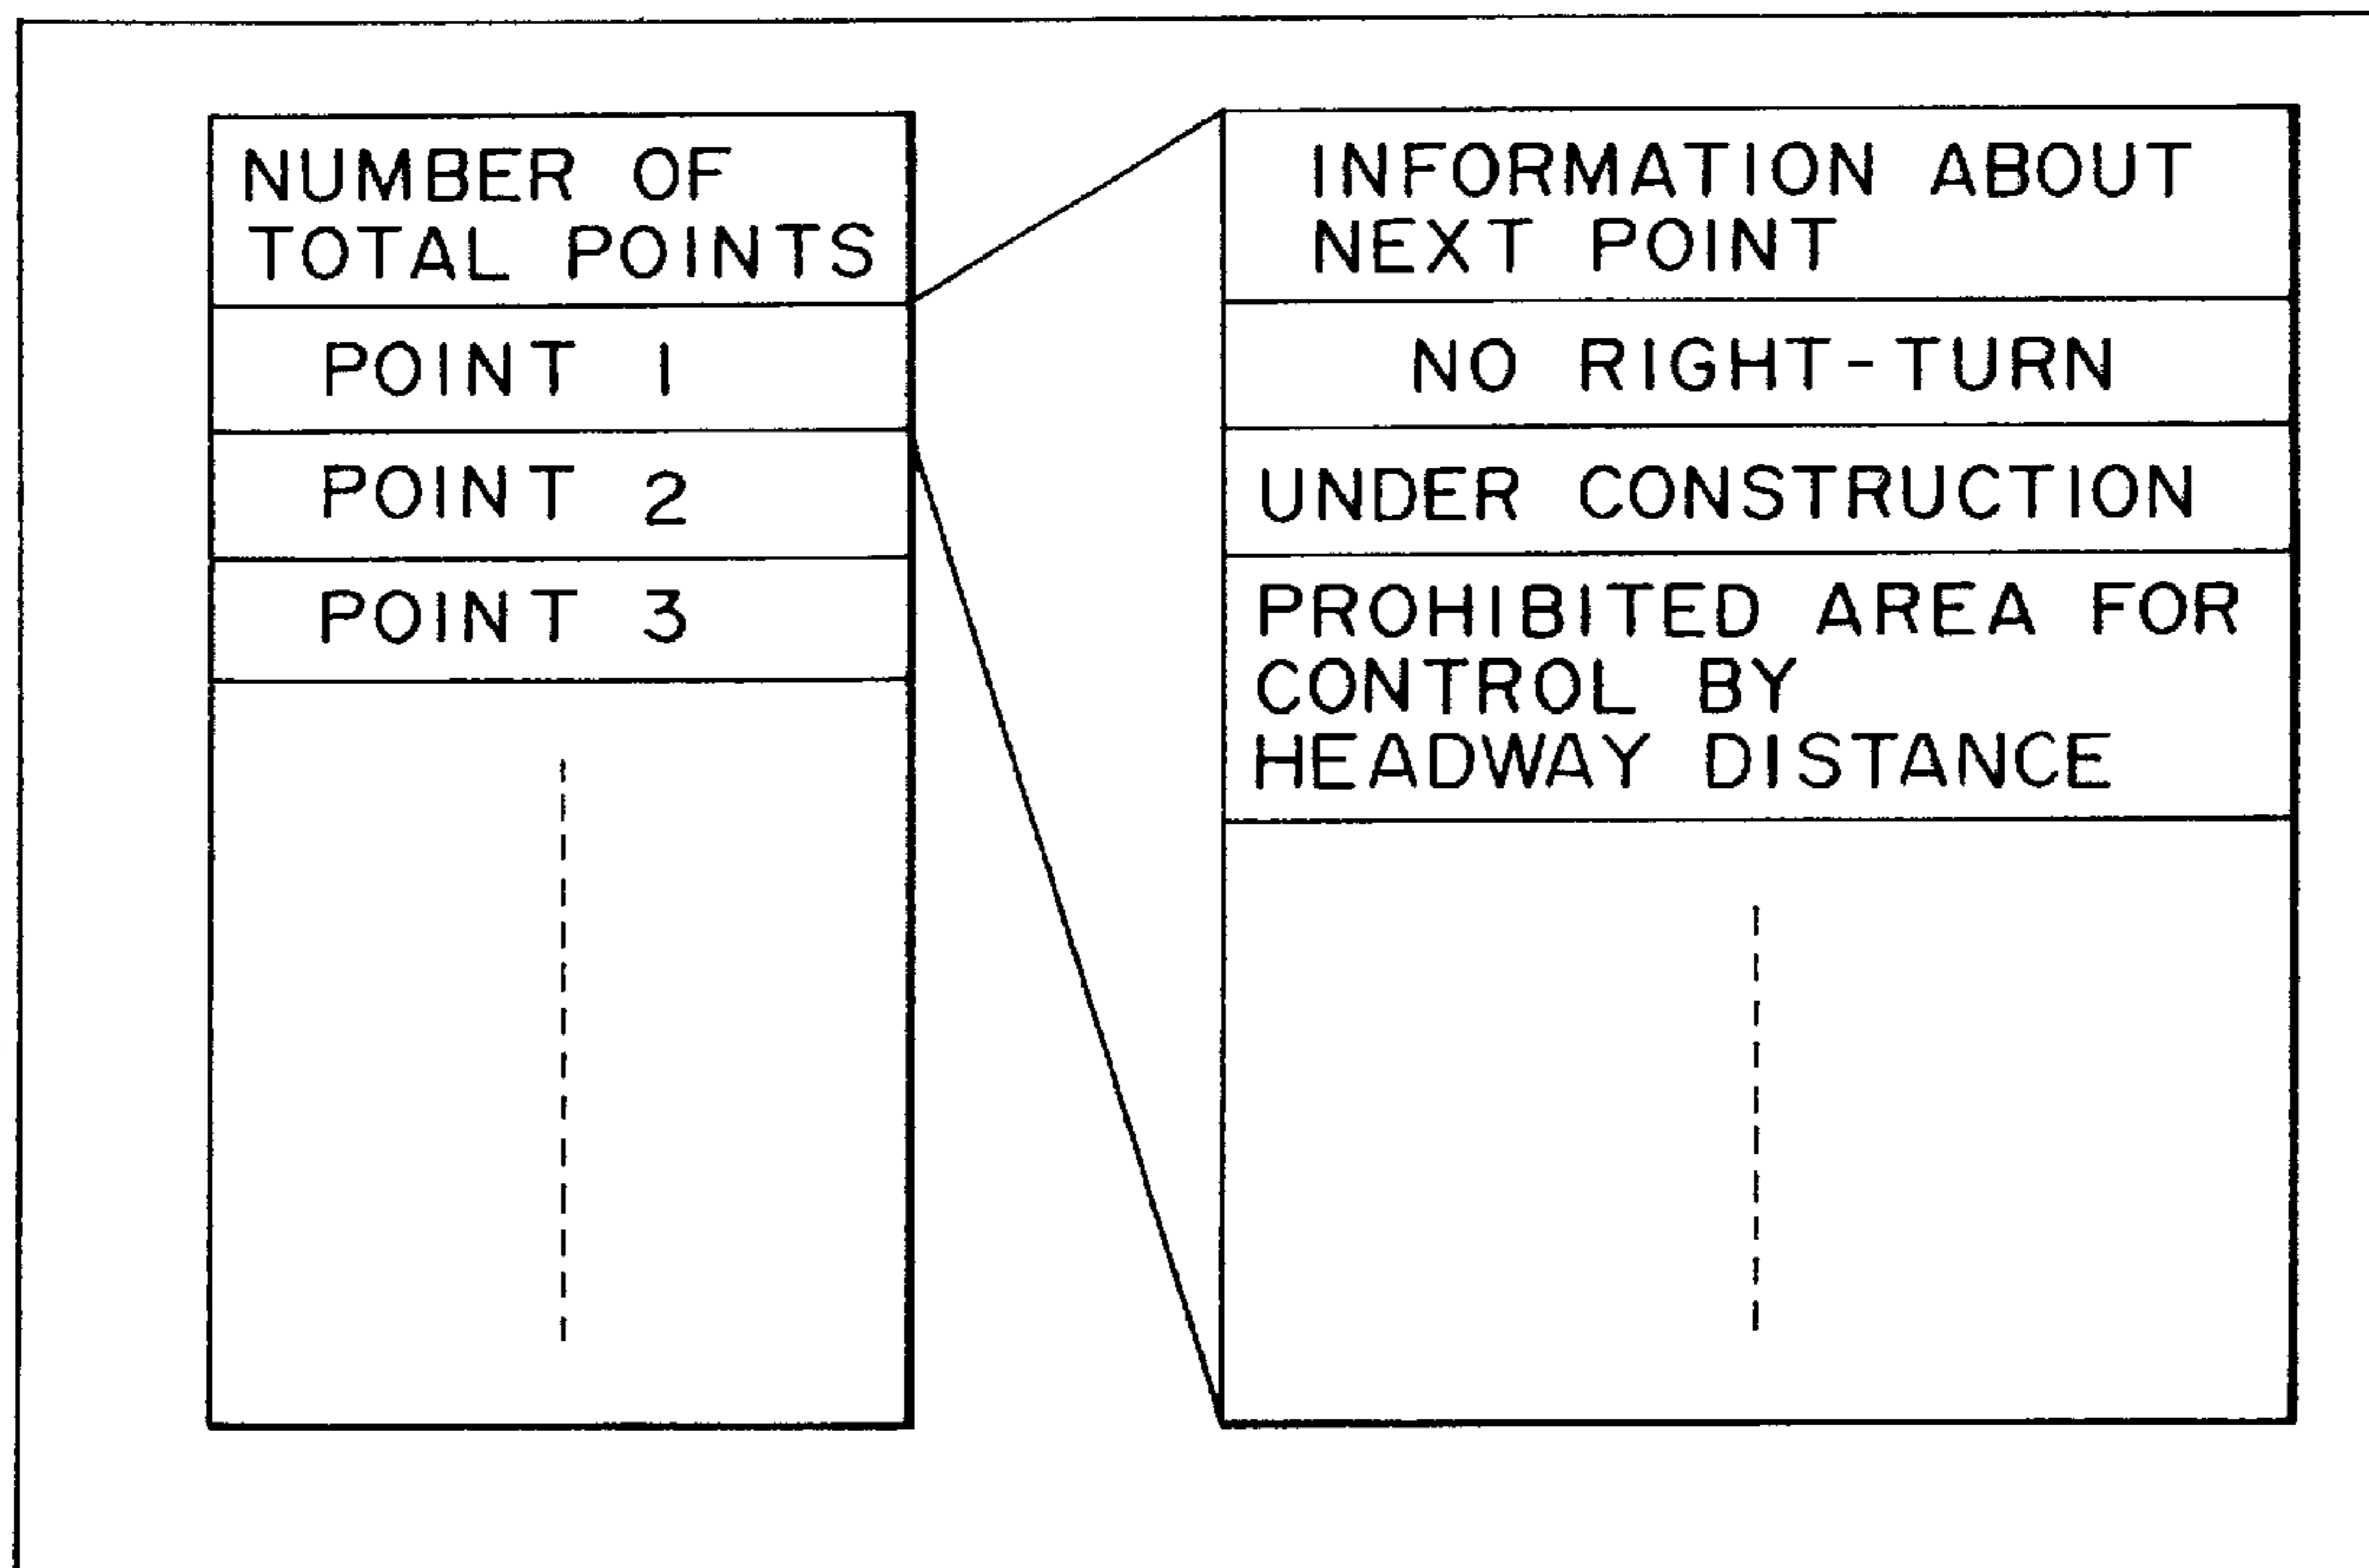 NUMBER OF
TOTAL POINTS
POINT 1
POINT 2
POINT 3
INFORMATION ABOUT
NEXT POINT
NO RIGHT-TURN
UNDER CONSTRUCTION
PROHIBITED AREA FOR
CONTROL BY
HEADWAY DISTANCE